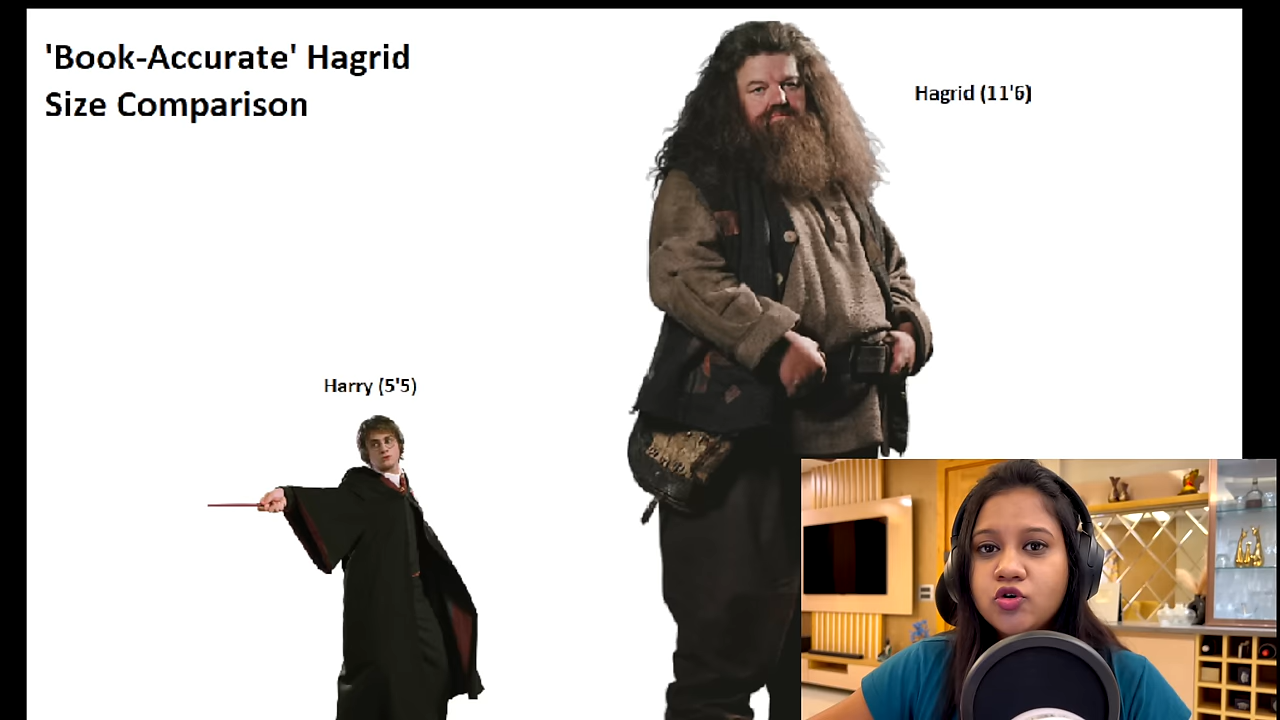 'Book-Accurate' Hagrid
Size Comparison
Hagrid (11'6)
Harry (5'5)